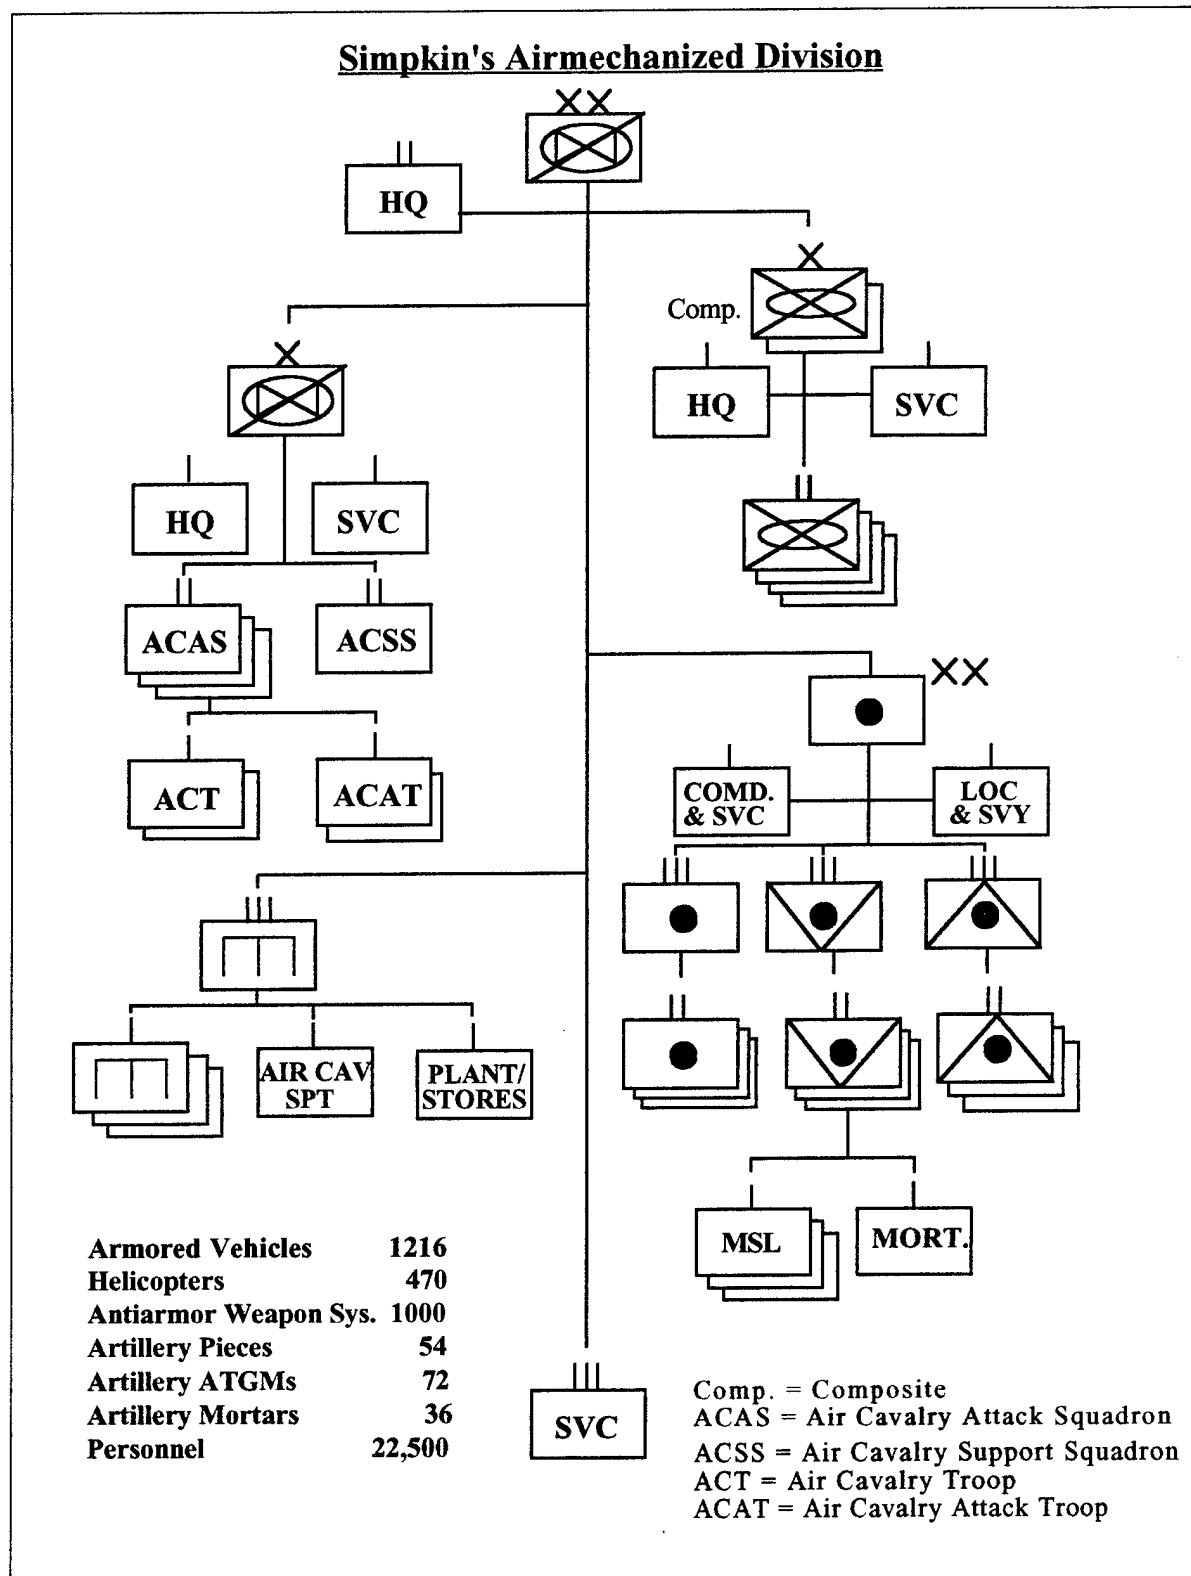 Simpkin's Airmechanized Division
HQ
Comp.
HQ
SVC
HQ
SVC
ACAS
ACSS
ACT
ACAT
COMD. & SVC
LOC & SVY
AIR CAV SPT
PLANT/ STORES
MSL
MORT.
SVC
Armored Vehicles 1216
Helicopters 470
Antiarmor Weapon Sys. 1000
Artillery Pieces 54
Artillery ATGMs 72
Artillery Mortars 36
Personnel 22,500
Comp. = Composite
ACAS = Air Cavalry Attack Squadron
ACSS = Air Cavalry Support Squadron
ACT = Air Cavalry Troop
ACAT = Air Cavalry Attack Troop